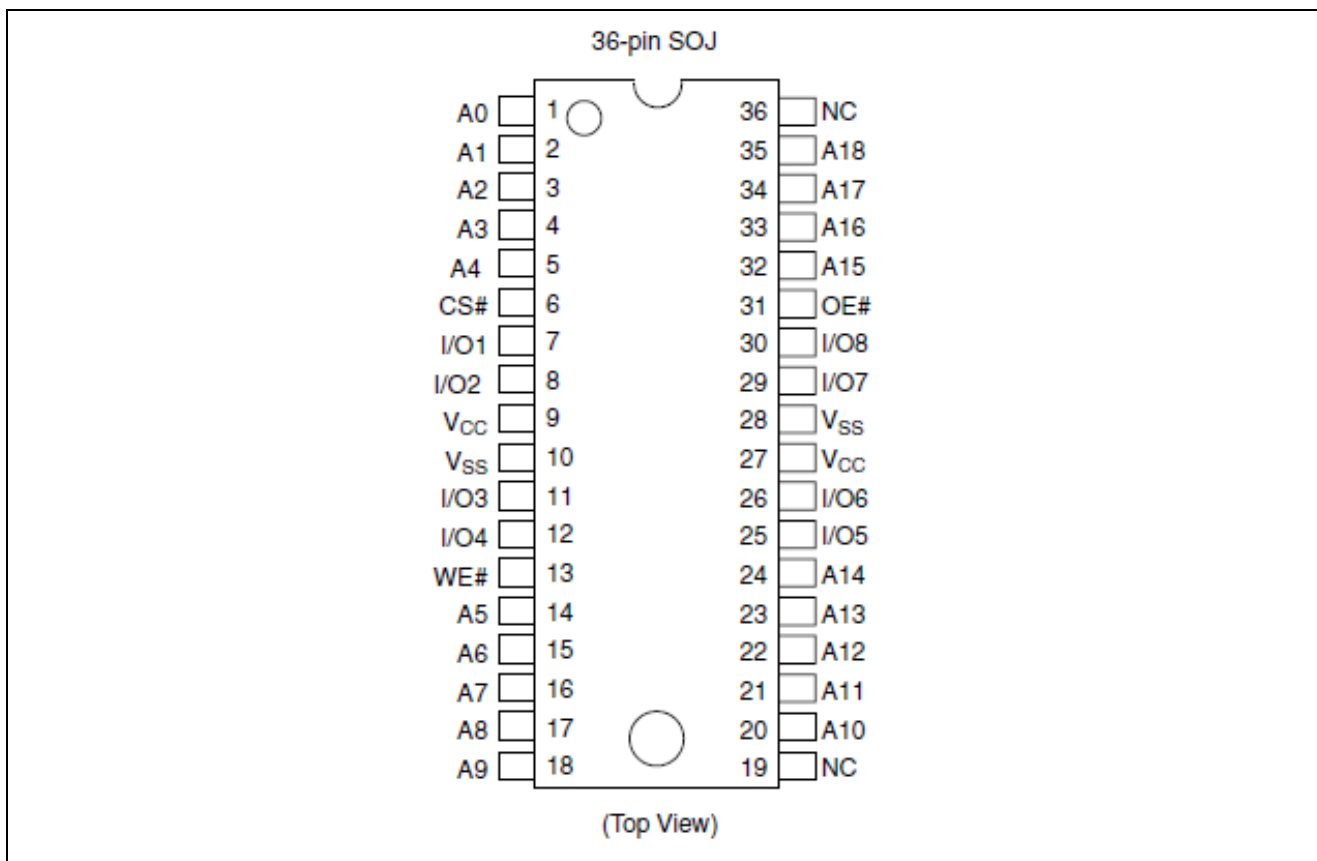 36-pin SOJ
A0 1 36 NC
A1 2 35 A18
A2 3 34 A17
A3 4 33 A16
A4 5 32 A15
CS# 6 31 OE#
I/O1 7 30 I/O8
I/O2 8 29 I/O7
VCC 9 28 VSS
VSS 10 27 VCC
I/O3 11 26 I/O6
I/O4 12 25 I/O5
WE# 13 24 A14
A5 14 23 A13
A6 15 22 A12
A7 16 21 A11
A8 17 20 A10
A9 18 19 NC
(Top View)